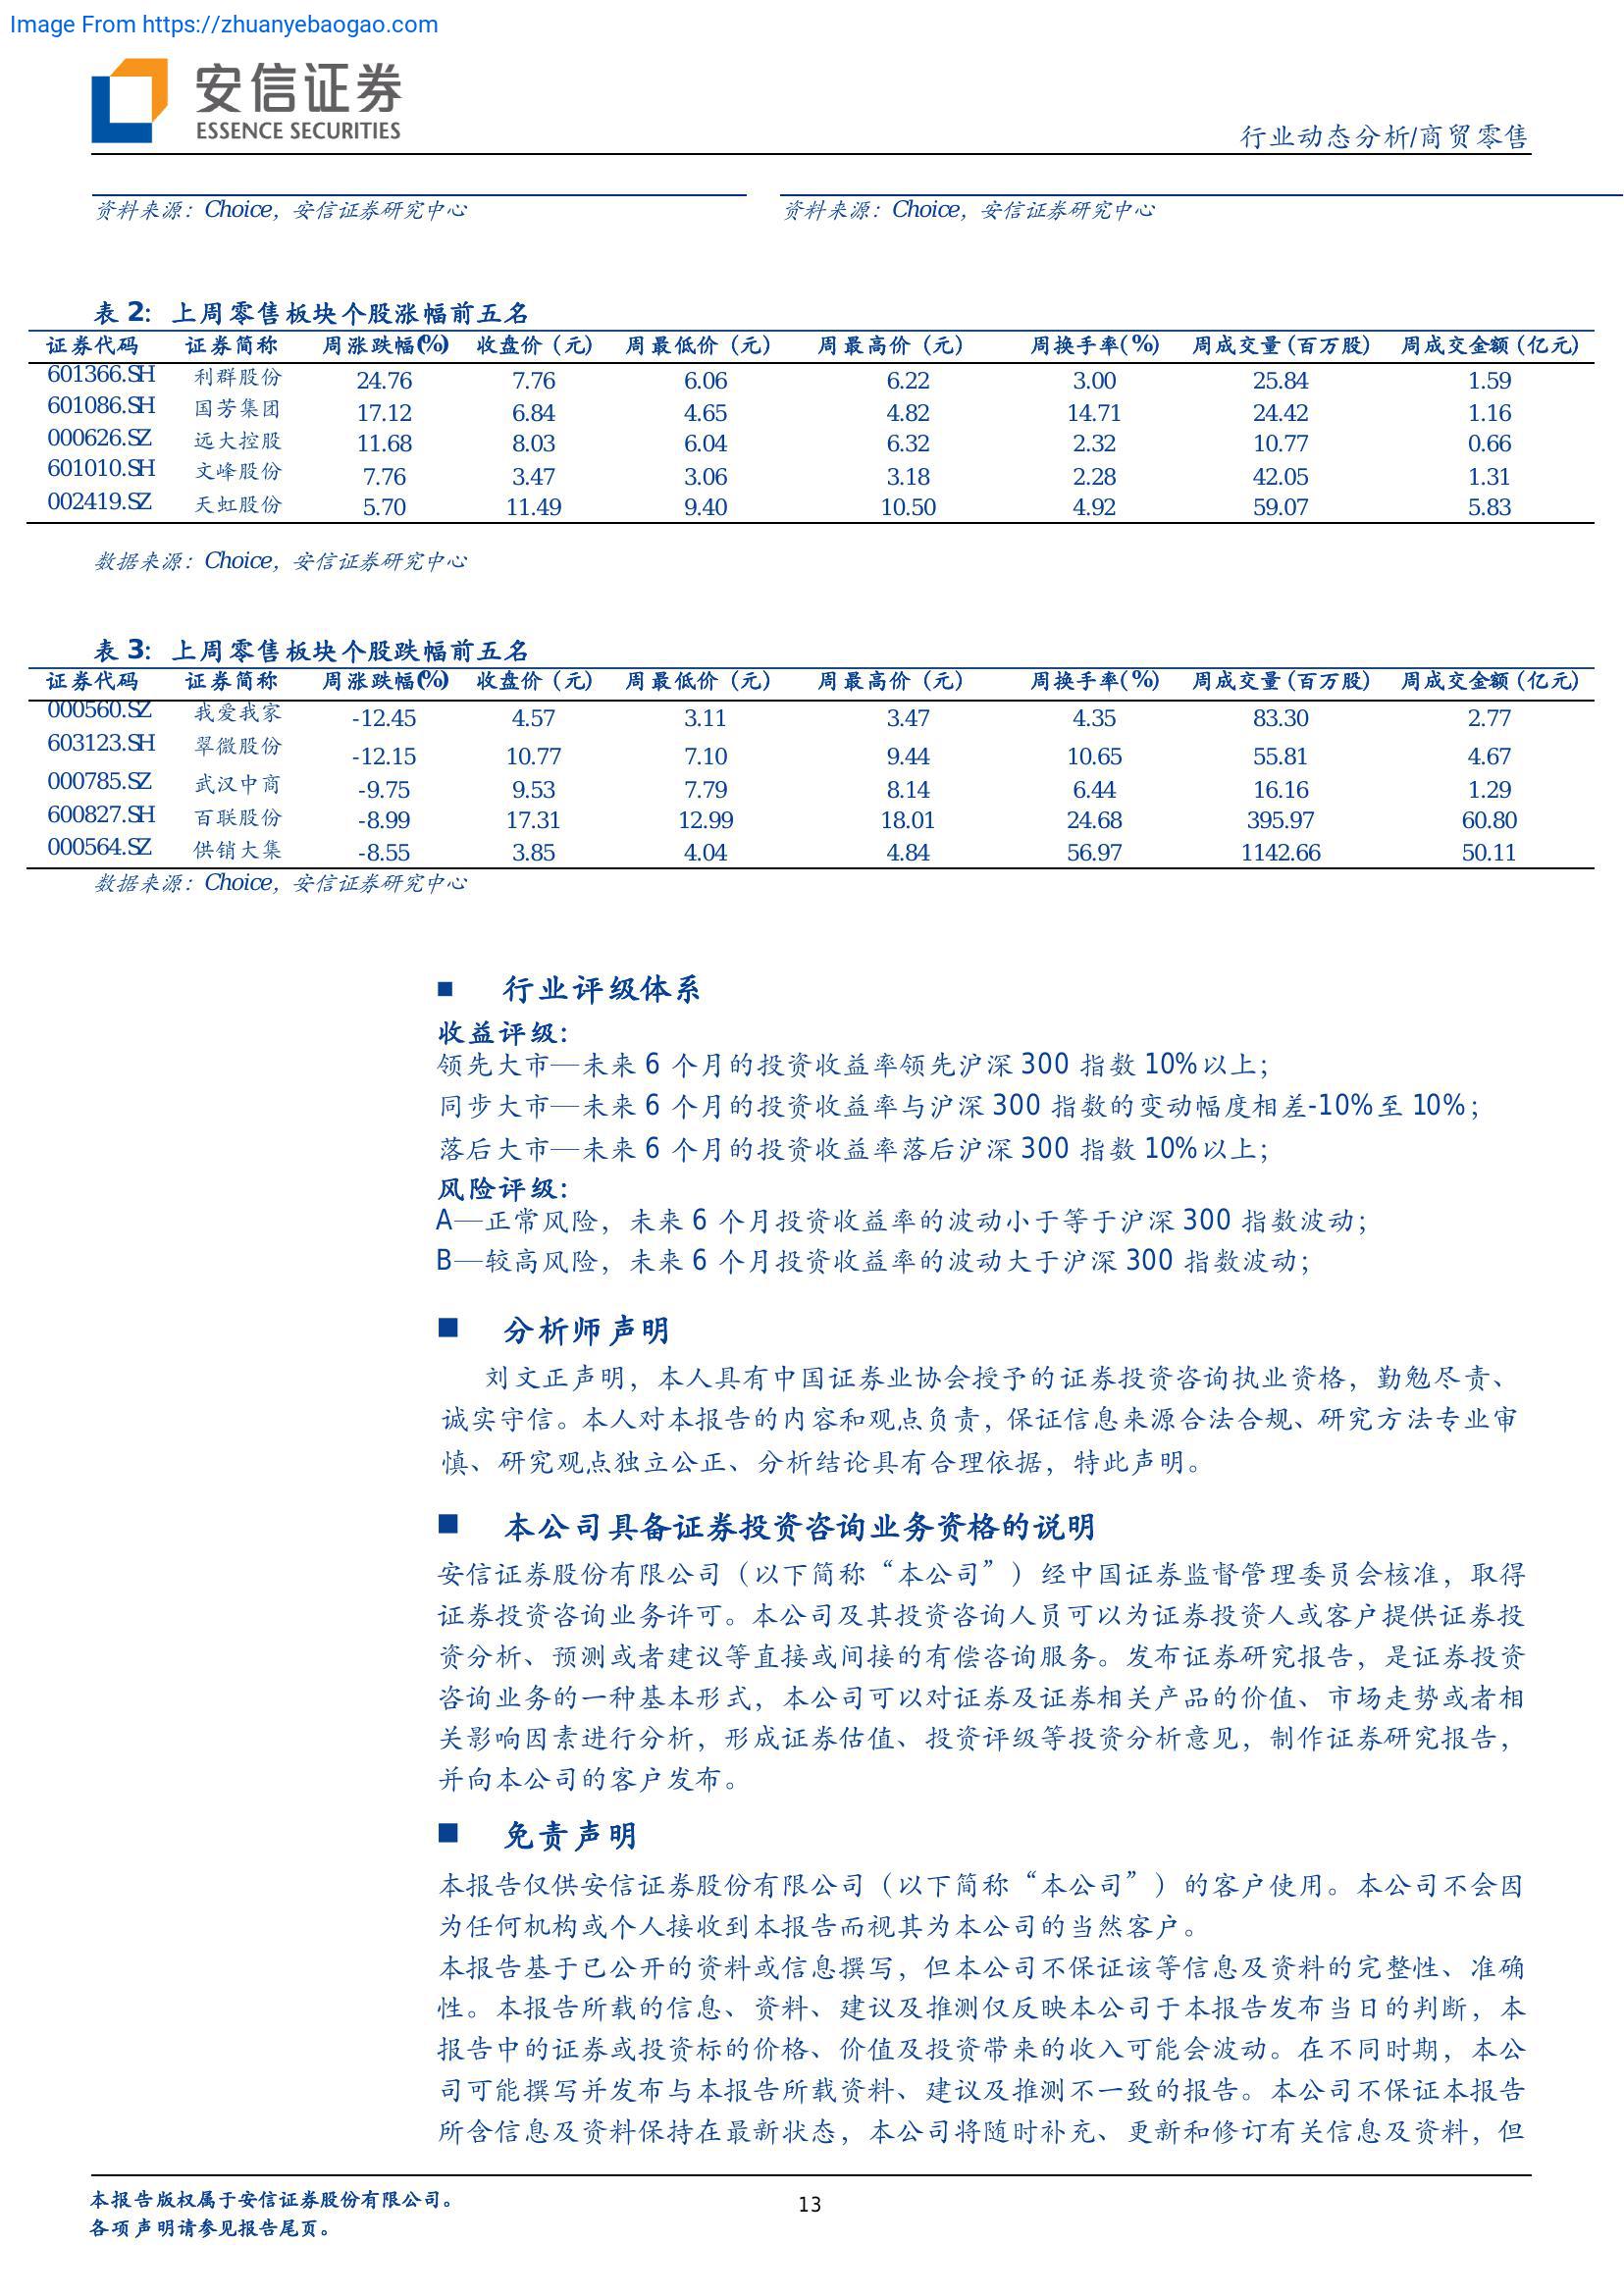 Image From https://zhuanyebaogao.com
安信证券
ESSENCE SECURITIES
行业动态分析/商贸零售
资料来源：Choice，安信证券研究中心 资料来源：Choice，安信证券研究中心
表 2：上周零售板块个股涨幅前五名
证券代码 证券简称 周涨跌幅(%) 收盘价（元） 周最低价（元） 周最高价（元） 周换手率(%) 周成交量(百万股) 周成交金额(亿元)
601366.SH 利群股份 24.76 7.76 6.06 6.22 3.00 25.84 1.59
601086.SH 国芳集团 17.12 6.84 4.65 4.82 14.71 24.42 1.16
000626.SZ 远大控股 11.68 8.03 6.04 6.32 2.32 10.77 0.66
601010.SH 文峰股份 7.76 3.47 3.06 3.18 2.28 42.05 1.31
002419.SZ 天虹股份 5.70 11.49 9.40 10.50 4.92 59.07 5.83
数据来源：Choice，安信证券研究中心
表 3：上周零售板块个股跌幅前五名
证券代码 证券简称 周涨跌幅(%) 收盘价（元） 周最低价（元） 周最高价（元） 周换手率(%) 周成交量(百万股) 周成交金额(亿元)
000560.SZ 我爱我家 -12.45 4.57 3.11 3.47 4.35 83.30 2.77
603123.SH 翠微股份 -12.15 10.77 7.10 9.44 10.65 55.81 4.67
000785.SZ 武汉中商 -9.75 9.53 7.79 8.14 6.44 16.16 1.29
600827.SH 百联股份 -8.99 17.31 12.99 18.01 24.68 395.97 60.80
000564.SZ 供销大集 -8.55 3.85 4.04 4.84 56.97 1142.66 50.11
数据来源：Choice，安信证券研究中心
■ 行业评级体系
收益评级：
领先大市—未来 6 个月的投资收益率领先沪深 300 指数 10%以上；
同步大市—未来 6 个月的投资收益率与沪深 300 指数的变动幅度相差-10%至 10%；
落后大市—未来 6 个月的投资收益率落后沪深 300 指数 10%以上；
风险评级：
A—正常风险，未来 6 个月投资收益率的波动小于等于沪深 300 指数波动；
B—较高风险，未来 6 个月投资收益率的波动大于沪深 300 指数波动；
■ 分析师声明
刘文正声明，本人具有中国证券业协会授予的证券投资咨询执业资格，勤勉尽责、
诚实守信。本人对本报告的内容和观点负责，保证信息来源合法合规、研究方法专业审
慎、研究观点独立公正、分析结论具有合理依据，特此声明。
■ 本公司具备证券投资咨询业务资格的说明
安信证券股份有限公司（以下简称“本公司”）经中国证券监督管理委员会核准，取得
证券投资咨询业务许可。本公司及其投资咨询人员可以为证券投资人或客户提供证券投
资分析、预测或者建议等直接或间接的有偿咨询服务。发布证券研究报告，是证券投资
咨询业务的一种基本形式，本公司可以对证券及证券相关产品的价值、市场走势或者相
关影响因素进行分析，形成证券估值、投资评级等投资分析意见，制作证券研究报告，
并向本公司的客户发布。
■ 免责声明
本报告仅供安信证券股份有限公司（以下简称“本公司”）的客户使用。本公司不会因
为任何机构或个人接收到本报告而视其为本公司的当然客户。
本报告基于已公开的资料或信息撰写，但本公司不保证该等信息及资料的完整性、准确
性。本报告所载的信息、资料、建议及推测仅反映本公司于本报告发布当日的判断，本
报告中的证券或投资标的价格、价值及投资带来的收入可能会波动。在不同时期，本公
司可能撰写并发布与本报告所载资料、建议及推测不一致的报告。本公司不保证本报告
所含信息及资料保持在最新状态，本公司将随时补充、更新和修订有关信息及资料，但
本报告版权属于安信证券股份有限公司。
各项声明请参见报告尾页。
13